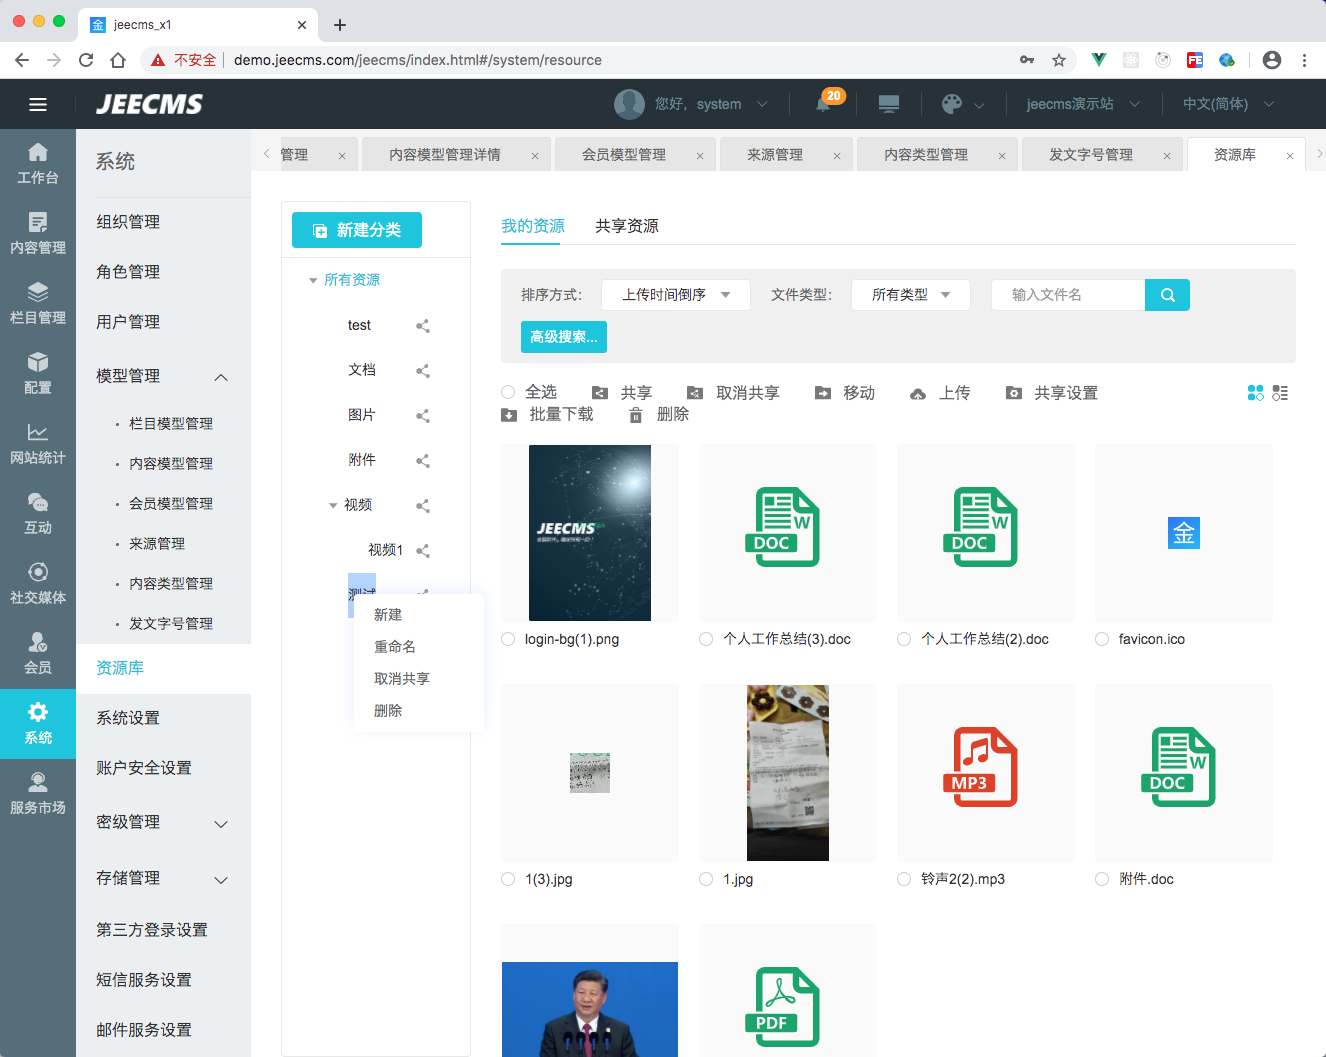 金 jeecms_x1
不安全 demo.jeecms.com/jeecms/index.html#/system/resource
FE
JEECMS
您好，system
20
jeecms演示站
中文(简体)
工作台
内容管理
栏目管理
配置
网站统计
互动
社交媒体
会员
系统
服务市场
系统
组织管理
角色管理
用户管理
模型管理
· 栏目模型管理
· 内容模型管理
· 会员模型管理
· 来源管理
· 内容类型管理
· 发文字号管理
资源库
系统设置
账户安全设置
密级管理
存储管理
第三方登录设置
短信服务设置
邮件服务设置
管理 × 内容模型管理详情 × 会员模型管理 × 来源管理 × 内容类型管理 × 发文字号管理 × 资源库 ×
新建分类
所有资源
test
文档
图片
附件
视频
视频1
测试
新建
重命名
取消共享
删除
我的资源 共享资源
排序方式： 上传时间倒序 文件类型： 所有类型 输入文件名
高级搜索...
全选 共享 取消共享 移动 上传 共享设置
批量下载 删除
JEECMS
W
DOC
W
DOC
金
login-bg(1).png
个人工作总结(3).doc
个人工作总结(2).doc
favicon.ico
MP3
W
DOC
1(3).jpg
1.jpg
铃声2(2).mp3
附件.doc
PDF